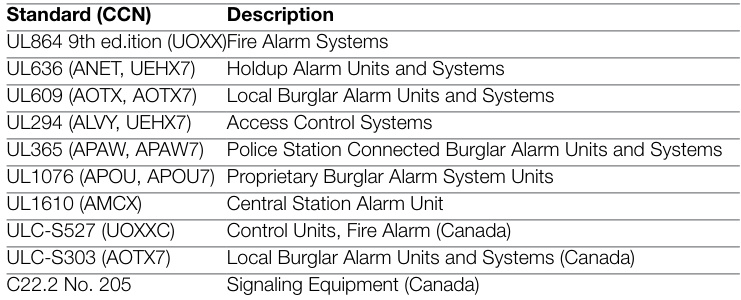 Standard (CCN) Description
UL864 9th ed.ition (UOXX)Fire Alarm Systems
UL636 (ANET, UEHX7) Holdup Alarm Units and Systems
UL609 (AOTX, AOTX7) Local Burglar Alarm Units and Systems
UL294 (ALVY, UEHX7) Access Control Systems
UL365 (APAW, APAW7) Police Station Connected Burglar Alarm Units and Systems
UL1076 (APOU, APOU7) Proprietary Burglar Alarm System Units
UL1610 (AMCX) Central Station Alarm Unit
ULC-S527 (UOXXC) Control Units, Fire Alarm (Canada)
ULC-S303 (AOTX7) Local Burglar Alarm Units and Systems (Canada)
C22.2 No. 205 Signaling Equipment (Canada)